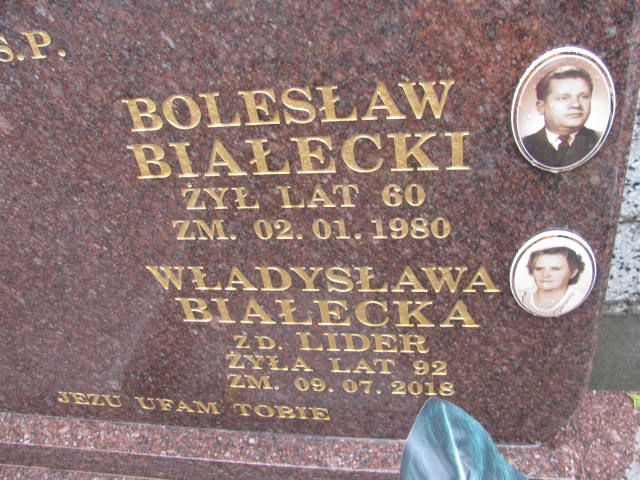 S.P.
BOLESŁAW
BIAŁECKI
ŻYŁ LAT 60
ZM. 02.01.1980
WŁADYSŁAWA
BIAŁECKA
ZD. LIDER
ŻYŁA LAT 92
ZM. 09.07.2018
JEZU UFAM TOBIE